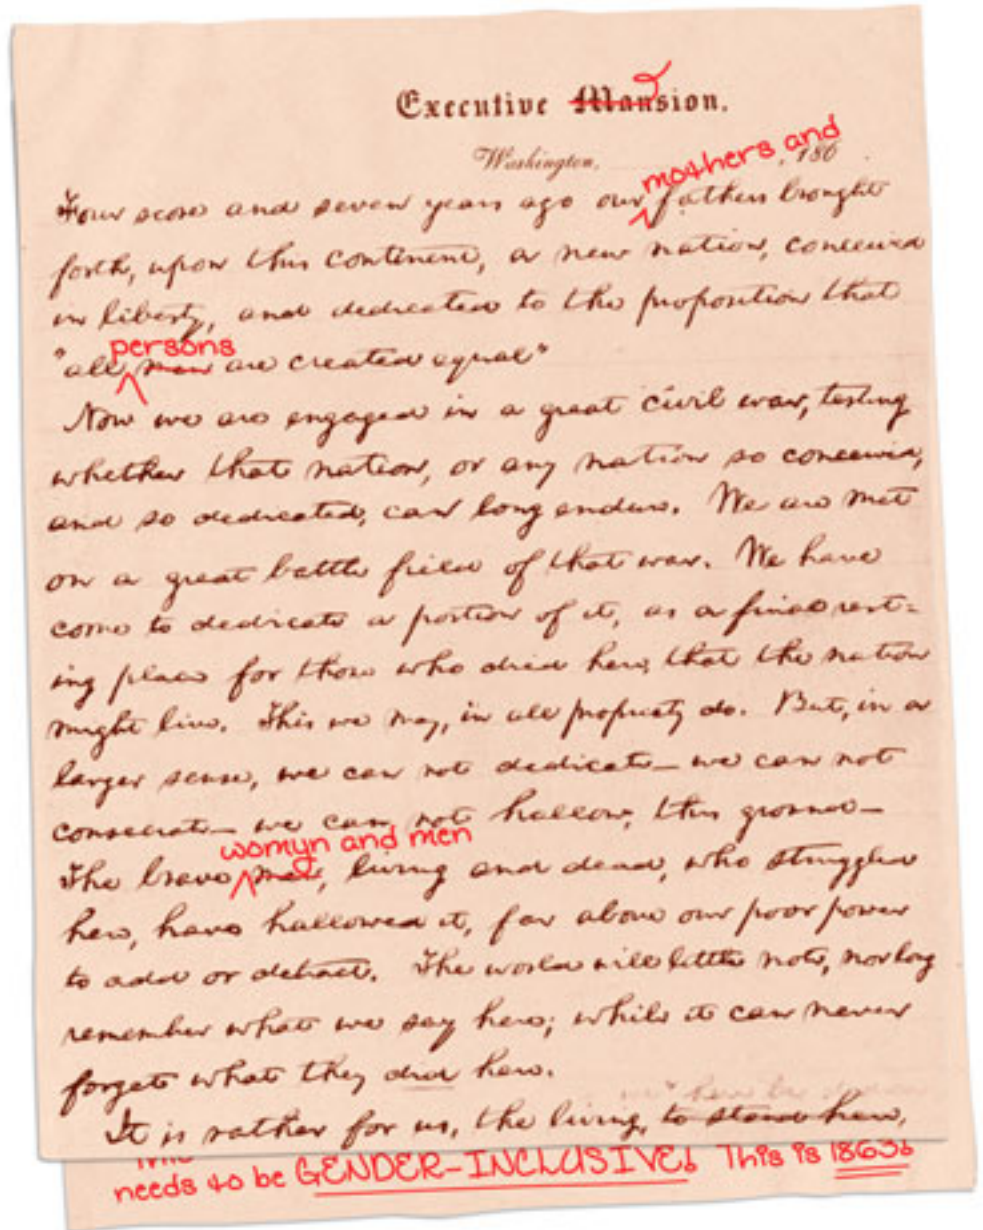 Executive Mansion.
Washington, , 186
mothers and
Four score and seven years ago our fathers brought
forth, upon this continent, a new nation, conceived
in liberty, and dedicated to the proposition that
persons
"all men are created equal"
Now we are engaged in a great civil war, testing
whether that nation, or any nation so conceived,
and so dedicated, can long endure. We are met
on a great battle field of that war. We have
come to dedicate a portion of it, as a final rest-
ing place for those who died here, that the nation
might live. This we may, in all propriety do. But, in a
larger sense, we can not dedicate — we can not
consecrate — we can not hallow, this ground —
womyn and men
The brave men, living and dead, who struggled
here, have hallowed it, far above our poor power
to add or detract. The world will little note, nor long
remember what we say here; while it can never
forget what they did here.
It is rather for us, the living, to stand here,
needs to be GENDER-INCLUSIVE! This is 1863!